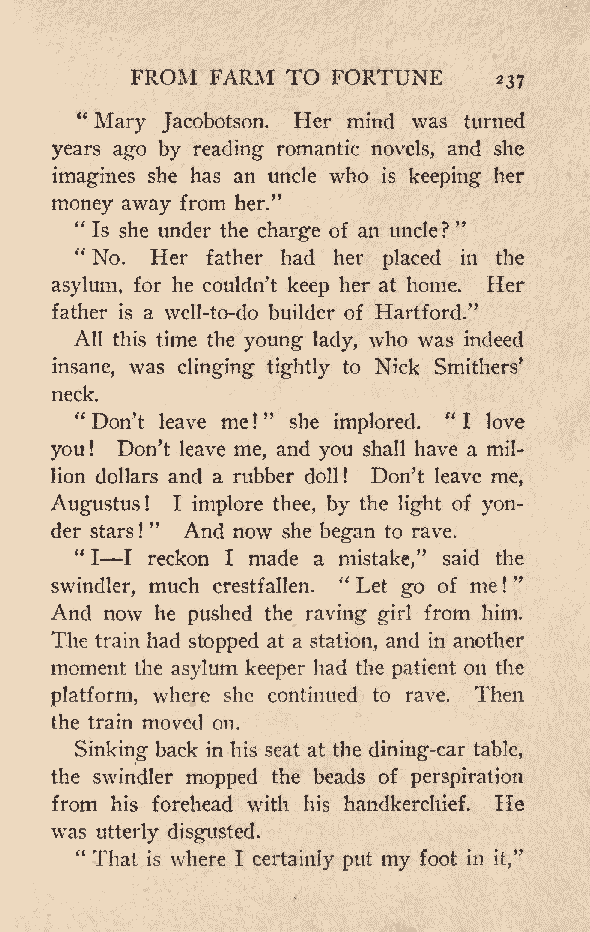 FROM FARM TO FORTUNE 237
“ Mary Jacobotson. Her mind was turned
years ago by reading romantic novels, and she
imagines she has an uncle who is keeping her
money away from her.”
“ Is she under the charge of an uncle? ”
“ No. Her father had her placed in the
asylum, for he couldn’t keep her at home. Her
father is a well-to-do builder of Hartford.”
All this time the young lady, who was indeed
insane, was clinging tightly to Nick Smithers’
neck.
“ Don’t leave me! ” she implored. “ I love
you! Don’t leave me, and you shall have a mil-
lion dollars and a rubber doll! Don’t leave me,
Augustus! I implore thee, by the light of yon-
der stars! ” And now she began to rave.
“ I—I reckon I made a mistake,” said the
swindler, much crestfallen. “ Let go of me! ”
And now he pushed the raving girl from him.
The train had stopped at a station, and in another
moment the asylum keeper had the patient on the
platform, where she continued to rave. Then
the train moved on.
Sinking back in his seat at the dining-car table,
the swindler mopped the beads of perspiration
from his forehead with his handkerchief. He
was utterly disgusted.
“ That is where I certainly put my foot in it,”